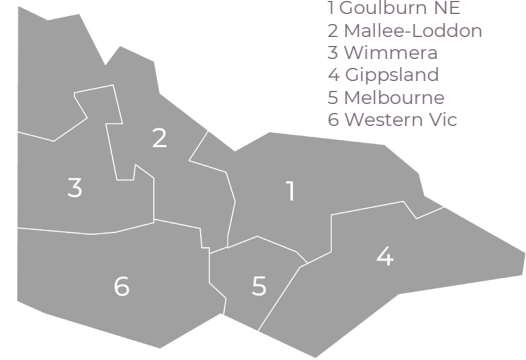 1 Goulburn NE
2 Mallee-Loddon
3 Wimmera
4 Gippsland
5 Melbourne
6 Western Vic
2
3
1
4
6
5